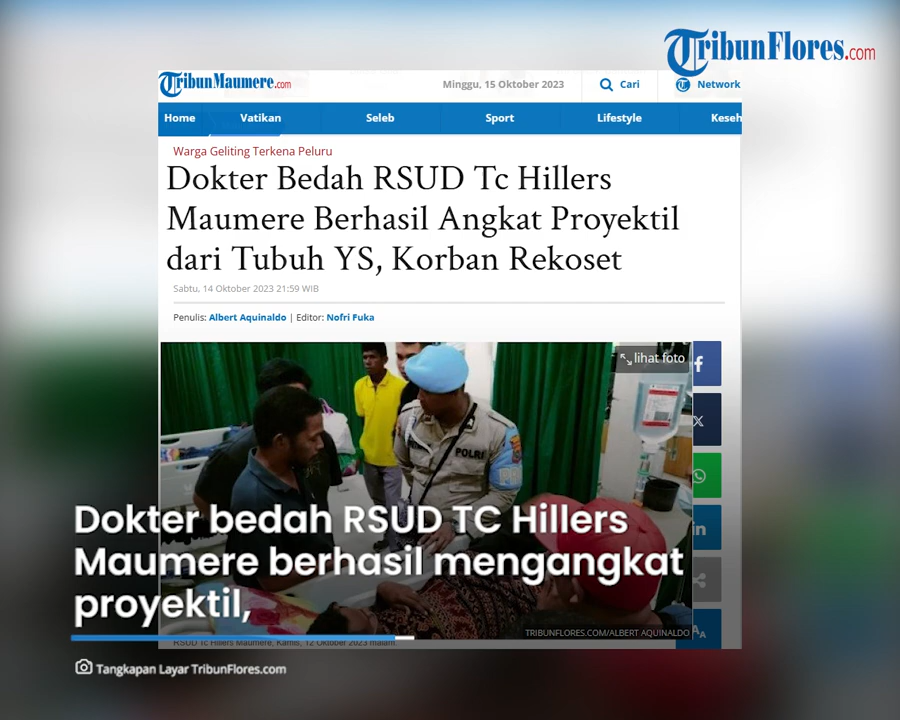 TribunFlores.com
TribunMaumere.com
Minggu, 15 Oktober 2023
Cari
Network
Home
Vatikan
Seleb
Sport
Lifestyle
Keseh
Warga Geliting Terkena Peluru
Dokter Bedah RSUD Tc Hillers
Maumere Berhasil Angkat Proyektil
dari Tubuh YS, Korban Rekoset
Sabtu, 14 Oktober 2023 21:59 WIB
Penulis: Albert Aquinaldo | Editor: Nofri Fuka
lihat foto
POLRI
Dokter bedah RSUD TC Hillers
Maumere berhasil mengangkat
proyektil,
TRIBUNFLORES.COM/ALBERT AQUINALDO
AA
RSUD Tc Hillers Maumere, Kamis, 12 Oktober 2023 malam.
Tangkapan Layar TribunFlores.com